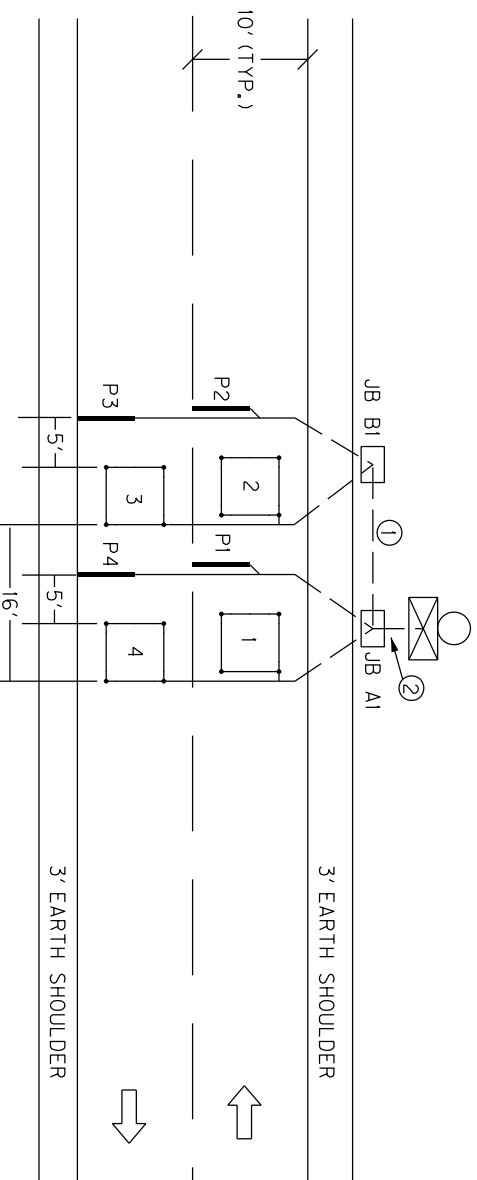 10' (TYP.)
JB B1
1
JB A1
2
P2
P3
2
3
P1
P4
1
4
5'
5'
16'
3' EARTH SHOULDER
3' EARTH SHOULDER